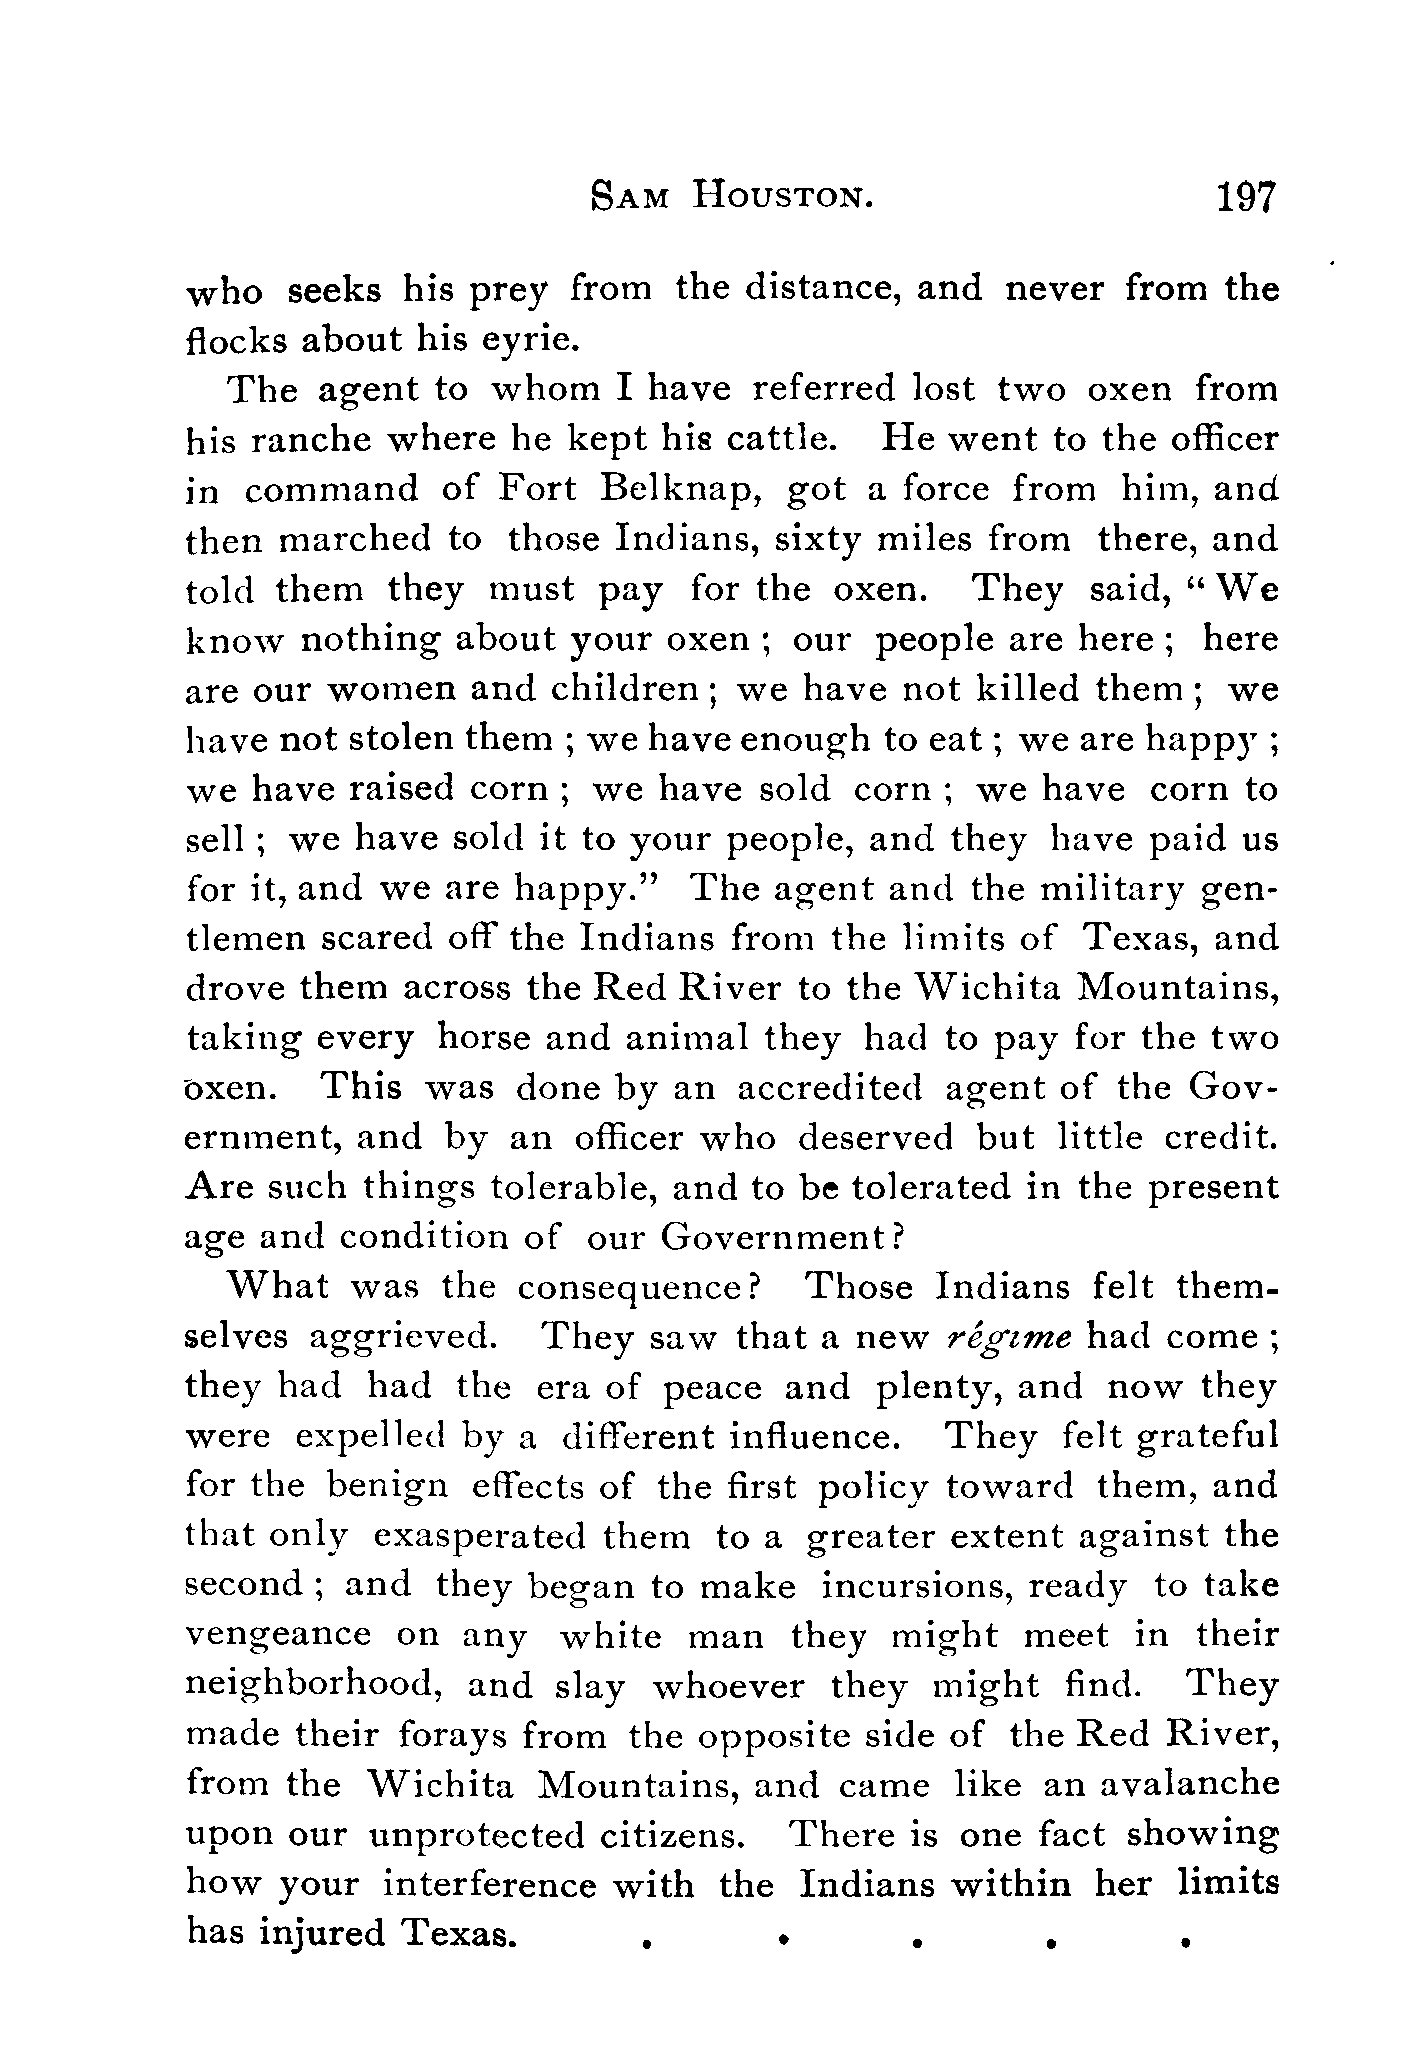 SAM HOUSTON. 197
who seeks his prey from the distance, and never from the
flocks about his eyrie.
The agent to whom I have referred lost two oxen from
his ranche where he kept his cattle. He went to the officer
in command of Fort Belknap, got a force from him, and
then marched to those Indians, sixty miles from there, and
told them they must pay for the oxen. They said, “ We
know nothing about your oxen ; our people are here ; here
are our women and children ; we have not killed them ; we
have not stolen them ; we have enough to eat ; we are happy ;
we have raised corn ; we have sold corn ; we have corn to
sell ; we have sold it to your people, and they have paid us
for it, and we are happy.” The agent and the military gen-
tlemen scared off the Indians from the limits of Texas, and
drove them across the Red River to the Wichita Mountains,
taking every horse and animal they had to pay for the two
oxen. This was done by an accredited agent of the Gov-
ernment, and by an officer who deserved but little credit.
Are such things tolerable, and to be tolerated in the present
age and condition of our Government?
What was the consequence? Those Indians felt them-
selves aggrieved. They saw that a new régime had come ;
they had had the era of peace and plenty, and now they
were expelled by a different influence. They felt grateful
for the benign effects of the first policy toward them, and
that only exasperated them to a greater extent against the
second ; and they began to make incursions, ready to take
vengeance on any white man they might meet in their
neighborhood, and slay whoever they might find. They
made their forays from the opposite side of the Red River,
from the Wichita Mountains, and came like an avalanche
upon our unprotected citizens. There is one fact showing
how your interference with the Indians within her limits
has injured Texas. . . . . .